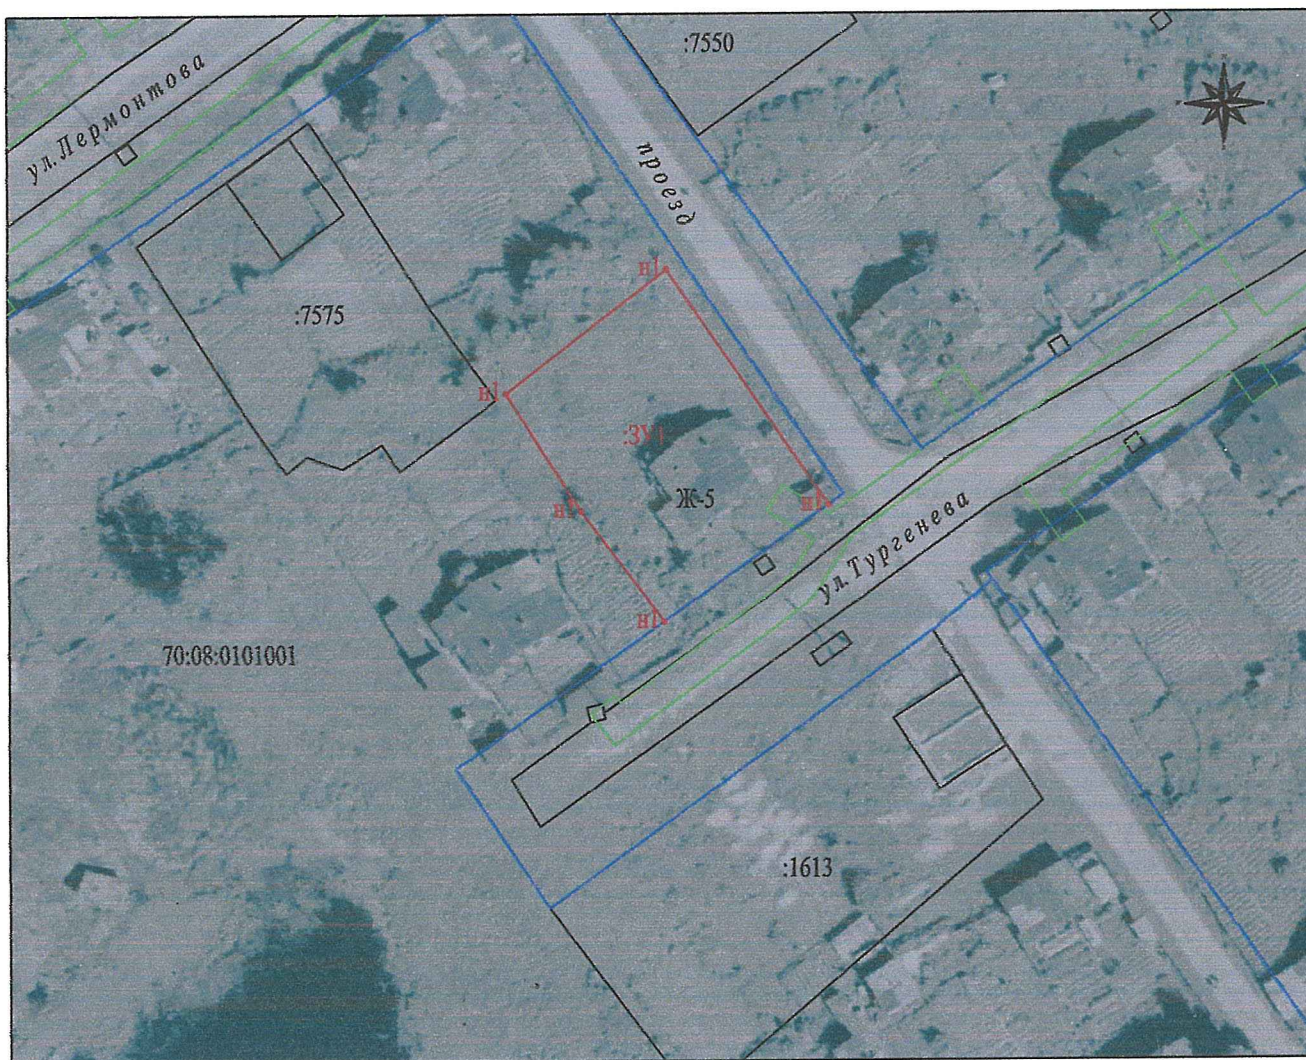 :7550
ул. Лермонтова
проезд
н1
:7575
н1
:ЗУ1
Ж-5
н1
н1
ул. Тургенева
н1
70:08:0101001
:1613